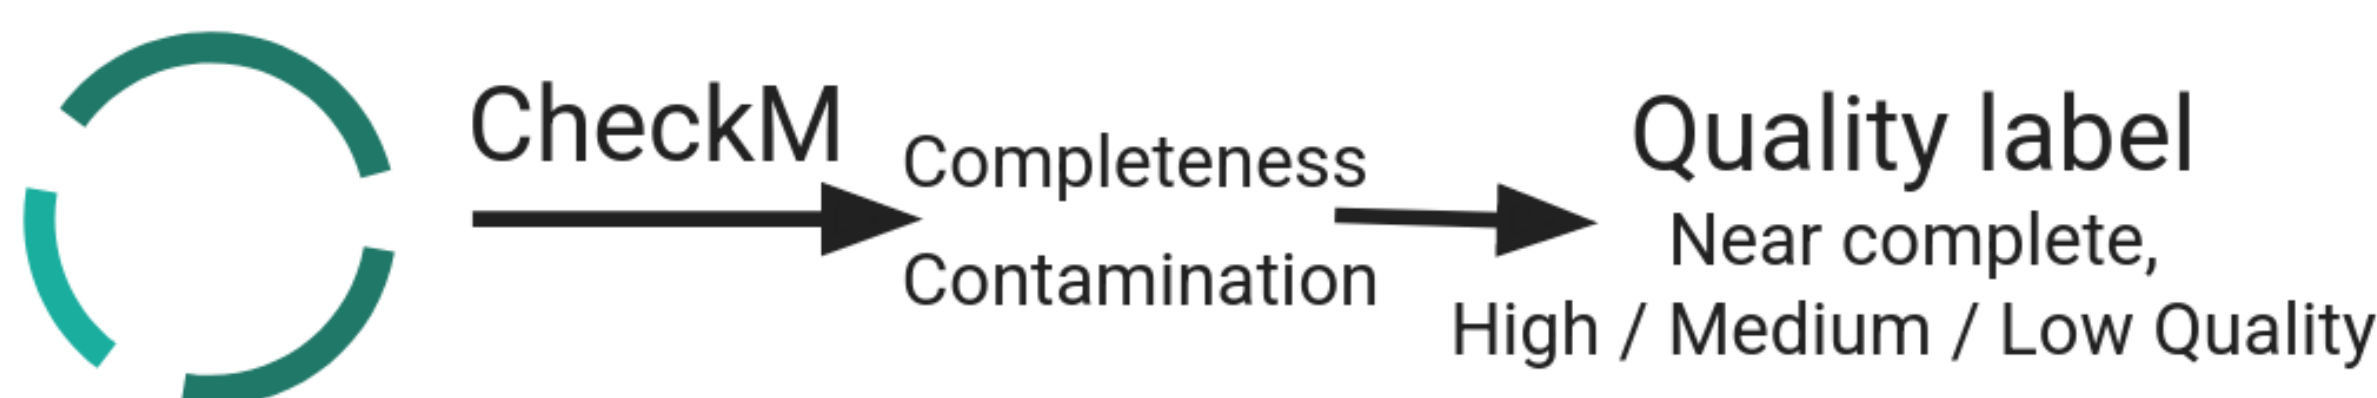 CheckM
Completeness
Contamination
Quality label
Near complete,
High / Medium / Low Quality